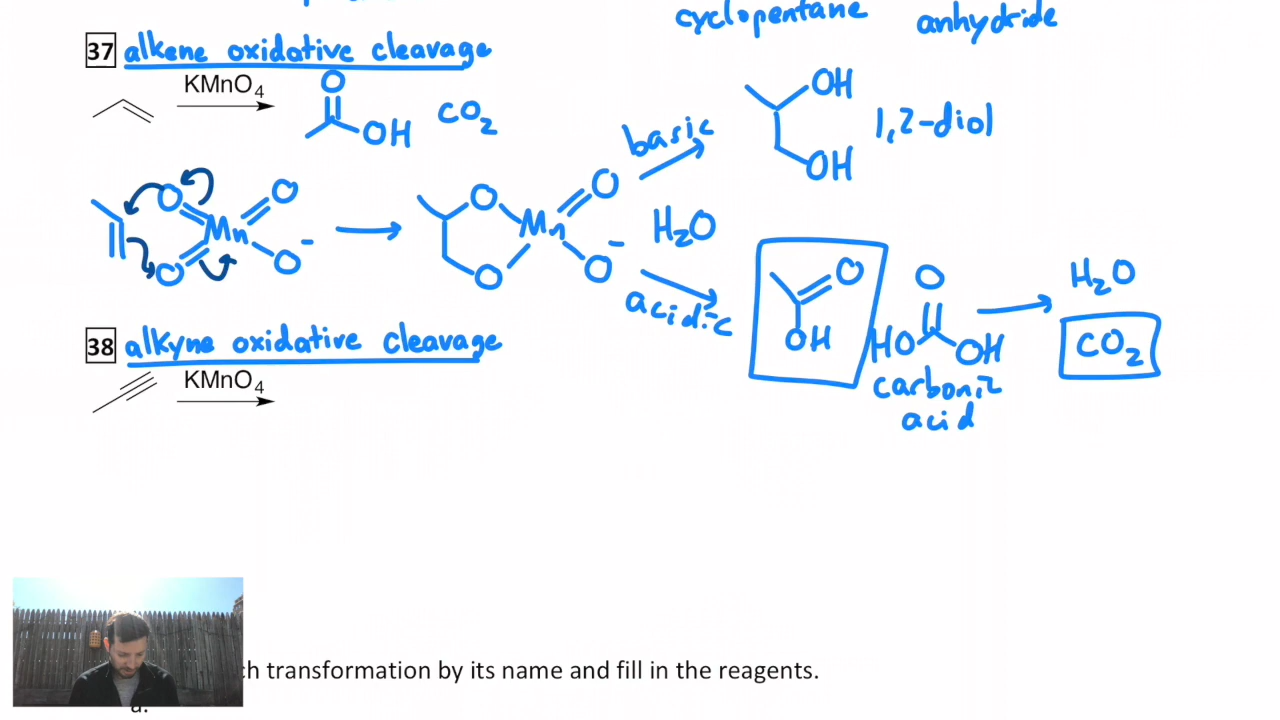 cyclopentane anhydride
37 alkene oxidative cleavage
KMnO₄
O
OH CO₂
basic
OH
OH
1,2-diol
O O
Mn
O O⁻
O O
Mn
O O⁻
H₂O
acidic
O
OH
O
HO OH
carbonic
acid
H₂O
CO₂
38 alkyne oxidative cleavage
KMnO₄
ch transformation by its name and fill in the reagents.
a.